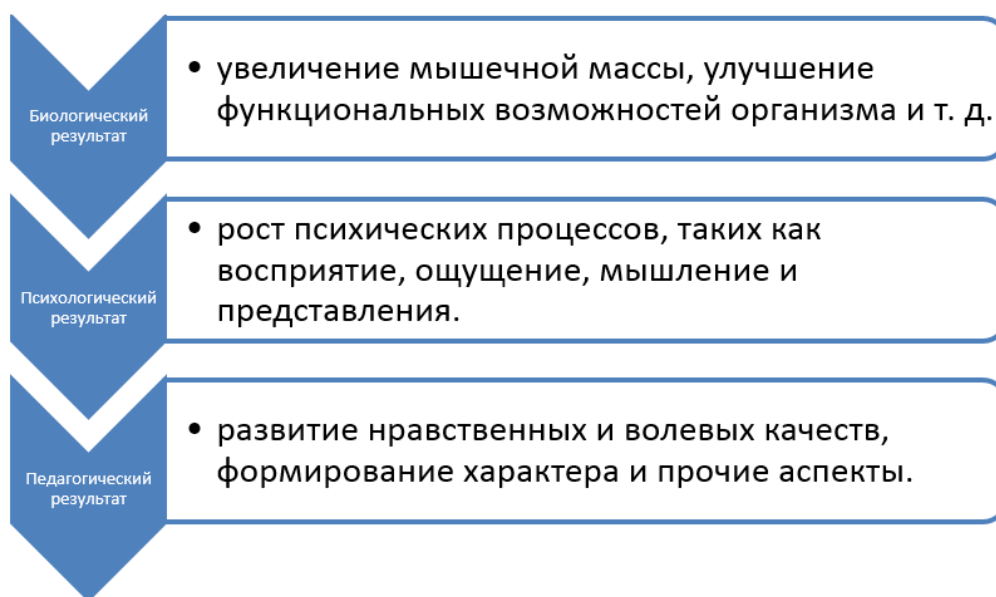 Биологический
результат
• увеличение мышечной массы, улучшение
функциональных возможностей организма и т. д.
Психологический
результат
• рост психических процессов, таких как
восприятие, ощущение, мышление и
представления.
Педагогический
результат
• развитие нравственных и волевых качеств,
формирование характера и прочие аспекты.